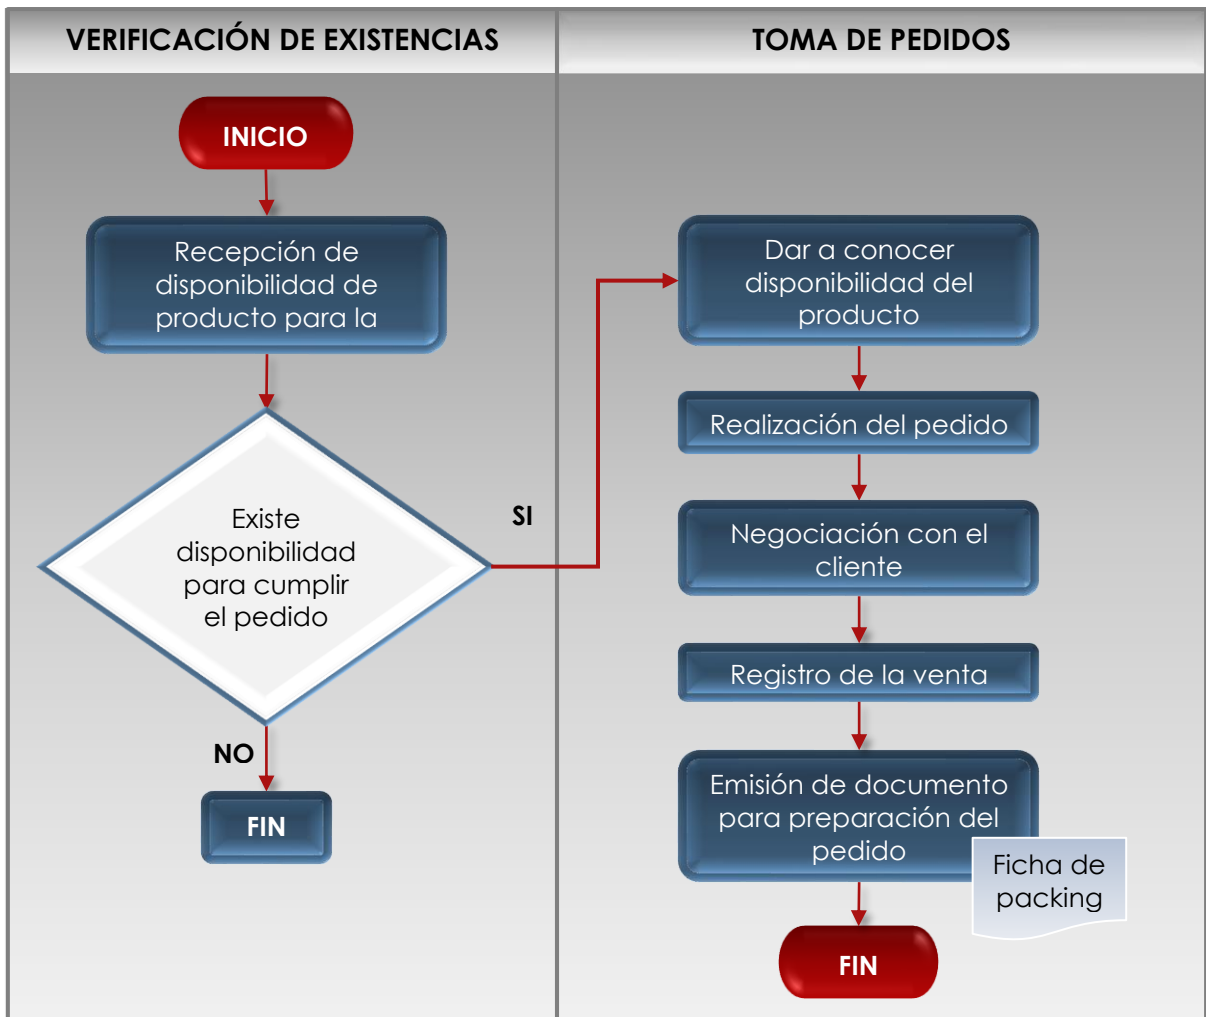 VERIFICACIÓN DE EXISTENCIAS
TOMA DE PEDIDOS
INICIO
Recepción de
disponibilidad de
producto para la
Existe
disponibilidad
para cumplir
el pedido
SI
NO
FIN
Dar a conocer
disponibilidad del
producto
Realización del pedido
Negociación con el
cliente
Registro de la venta
Emisión de documento
para preparación del
pedido
Ficha de
packing
FIN